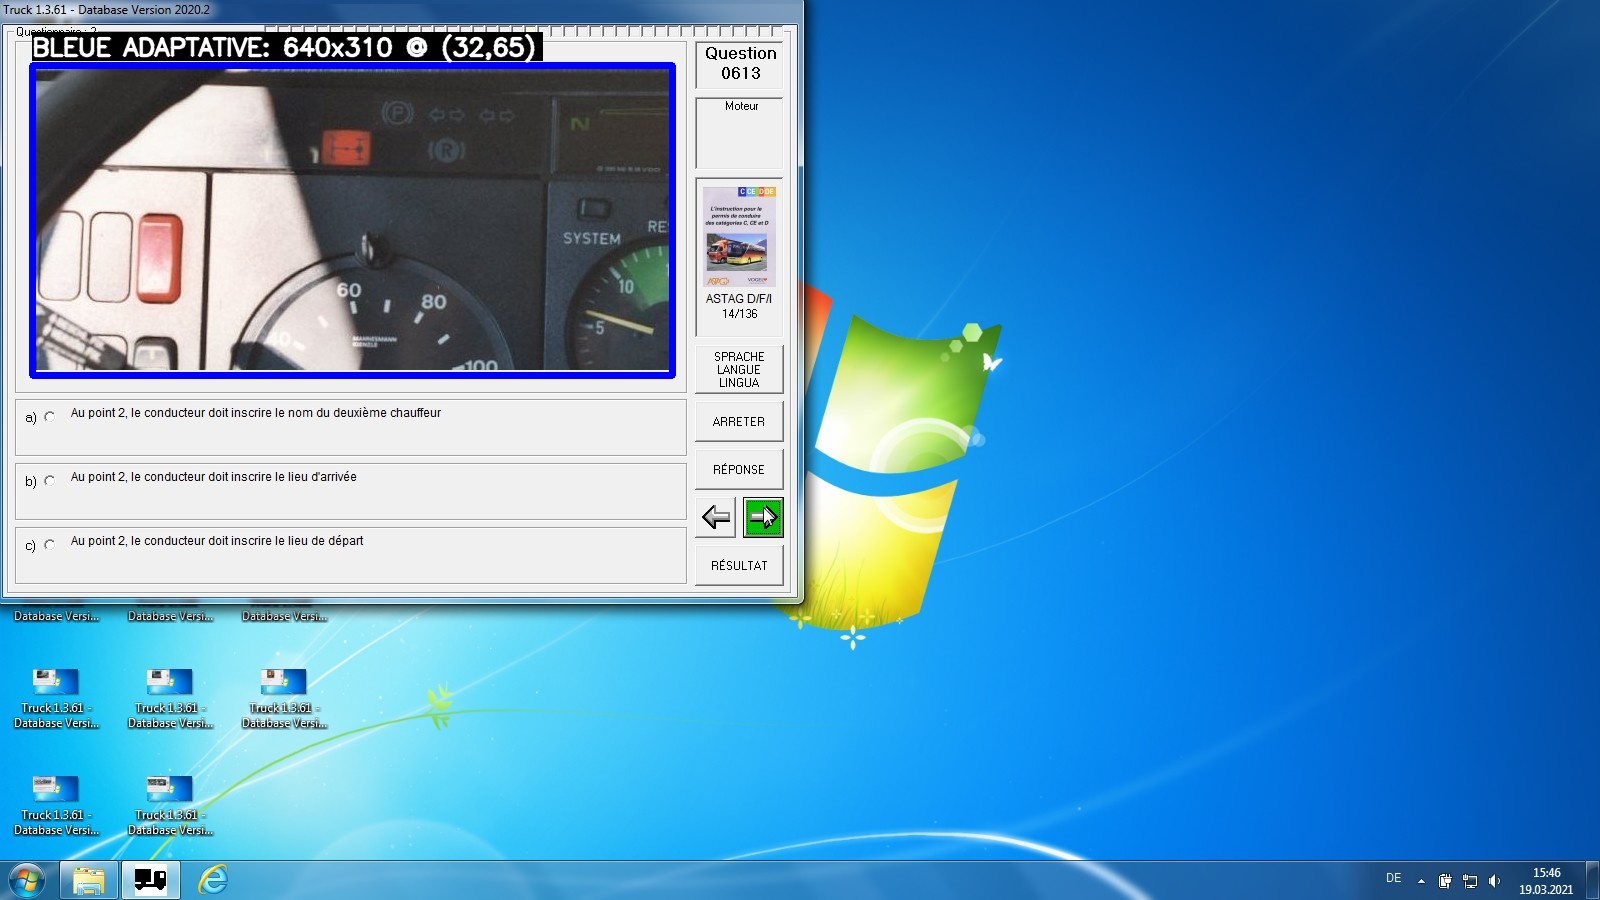 Truck 1.3.61 - Database Version 2020.2
BLEUE ADAPTATIVE: 640x310 @ (32,65)
P
R
N
60
80
40
100
MANNESMANN
KIENZLE
SYSTEM
RES
10
5
Question
0613
Moteur
C CE D DE
L'instruction pour le
permis de conduire
des catégories C, CE et D
ASTAG D/F/I
14/136
SPRACHE
LANGUE
LINGUA
ARRETER
RÉPONSE
RÉSULTAT
a) Au point 2, le conducteur doit inscrire le nom du deuxième chauffeur
b) Au point 2, le conducteur doit inscrire le lieu d'arrivée
c) Au point 2, le conducteur doit inscrire le lieu de départ
Database Versi...
Database Versi...
Database Versi...
Truck 1.3.61 -
Database Versi...
Truck 1.3.61 -
Database Versi...
Truck 1.3.61 -
Database Versi...
Truck 1.3.61 -
Database Versi...
Truck 1.3.61 -
Database Versi...
DE
15:46
19.03.2021